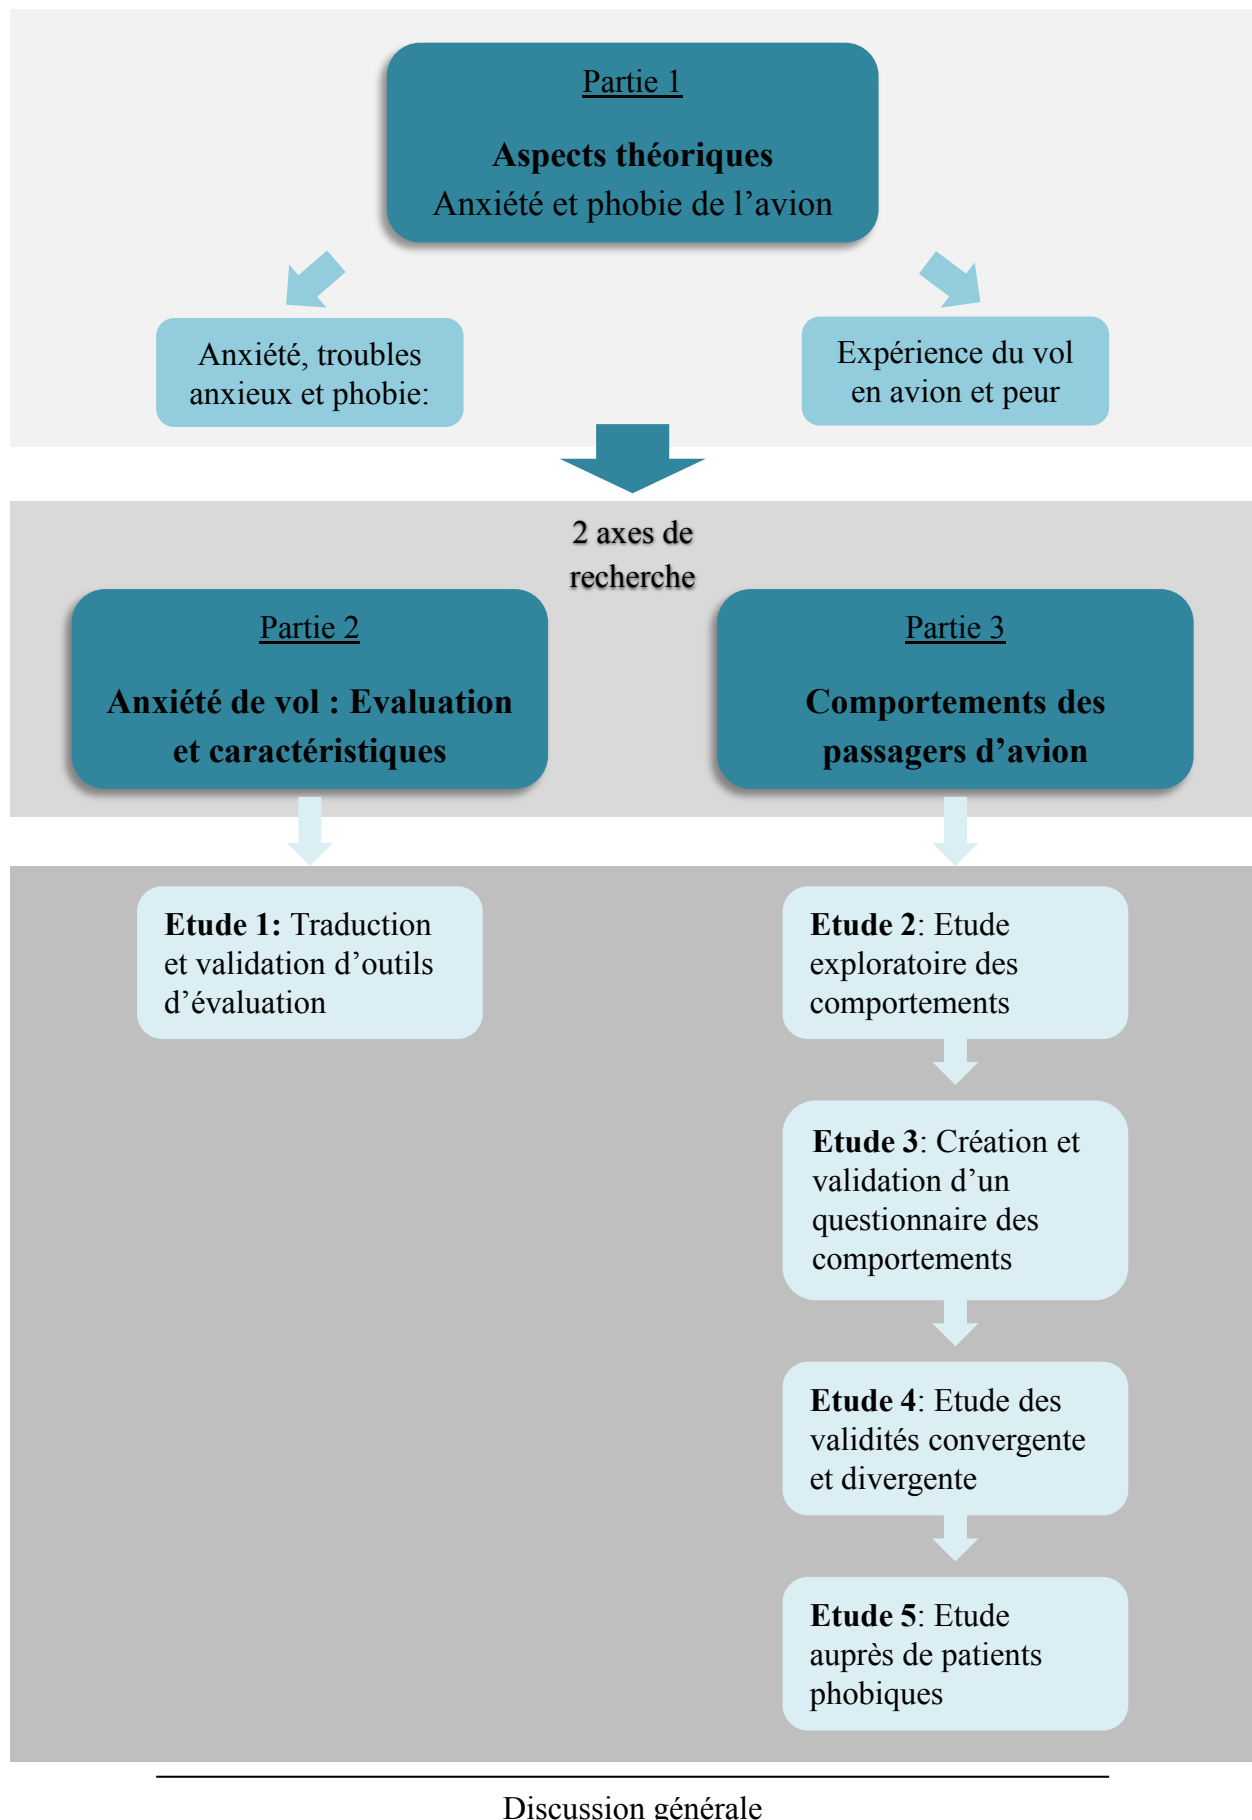 Partie 1
Aspects théoriques
Anxiété et phobie de l’avion
Anxiété, troubles
anxieux et phobie:
Expérience du vol
en avion et peur
2 axes de
recherche
Partie 2
Anxiété de vol : Evaluation
et caractéristiques
Partie 3
Comportements des
passagers d’avion
Etude 1: Traduction
et validation d’outils
d’évaluation
Etude 2: Etude
exploratoire des
comportements
Etude 3: Création et
validation d’un
questionnaire des
comportements
Etude 4: Etude des
validités convergente
et divergente
Etude 5: Etude
auprès de patients
phobiques
Discussion générale